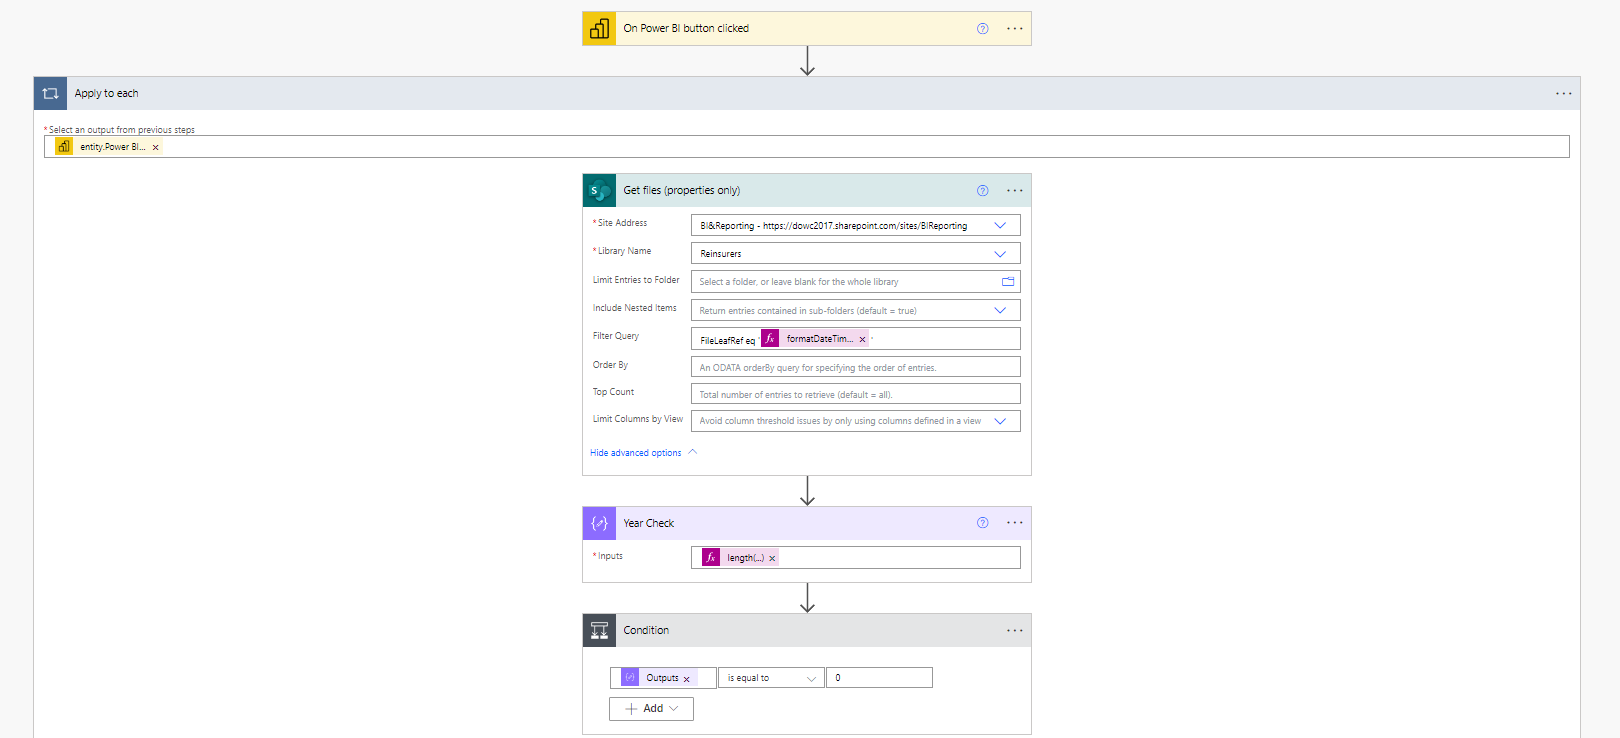 On Power BI button clicked
Apply to each
* Select an output from previous steps
entity.Power BI... ×
Get files (properties only)
* Site Address
BI&Reporting - https://dowc2017.sharepoint.com/sites/BIReporting
* Library Name
Reinsurers
Limit Entries to Folder
Select a folder, or leave blank for the whole library
Include Nested Items
Return entries contained in sub-folders (default = true)
Filter Query
FileLeafRef eq ' fx formatDateTim... × '
Order By
An ODATA orderBy query for specifying the order of entries.
Top Count
Total number of entries to retrieve (default = all).
Limit Columns by View
Avoid column threshold issues by only using columns defined in a view
Hide advanced options
Year Check
* Inputs
fx length(...) ×
Condition
Outputs ×
is equal to
0
+ Add